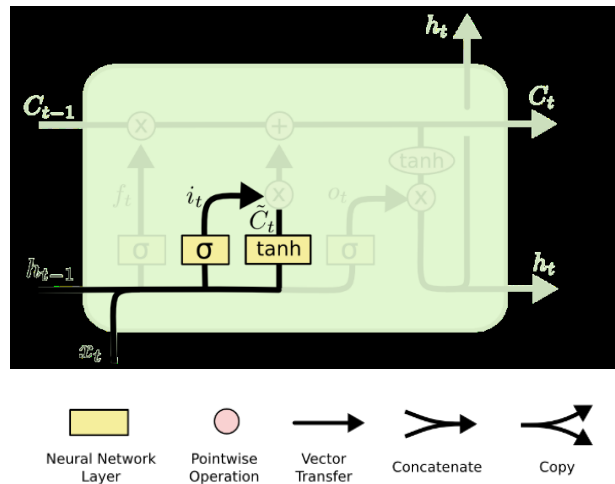 h_t
C_{t-1}
C_t
x
+
tanh
f_t
i_t
x
o_t
x
C̃_t
σ
σ
tanh
σ
h_{t-1}
h_t
x_t
Neural Network
Layer
Pointwise
Operation
Vector
Transfer
Concatenate
Copy